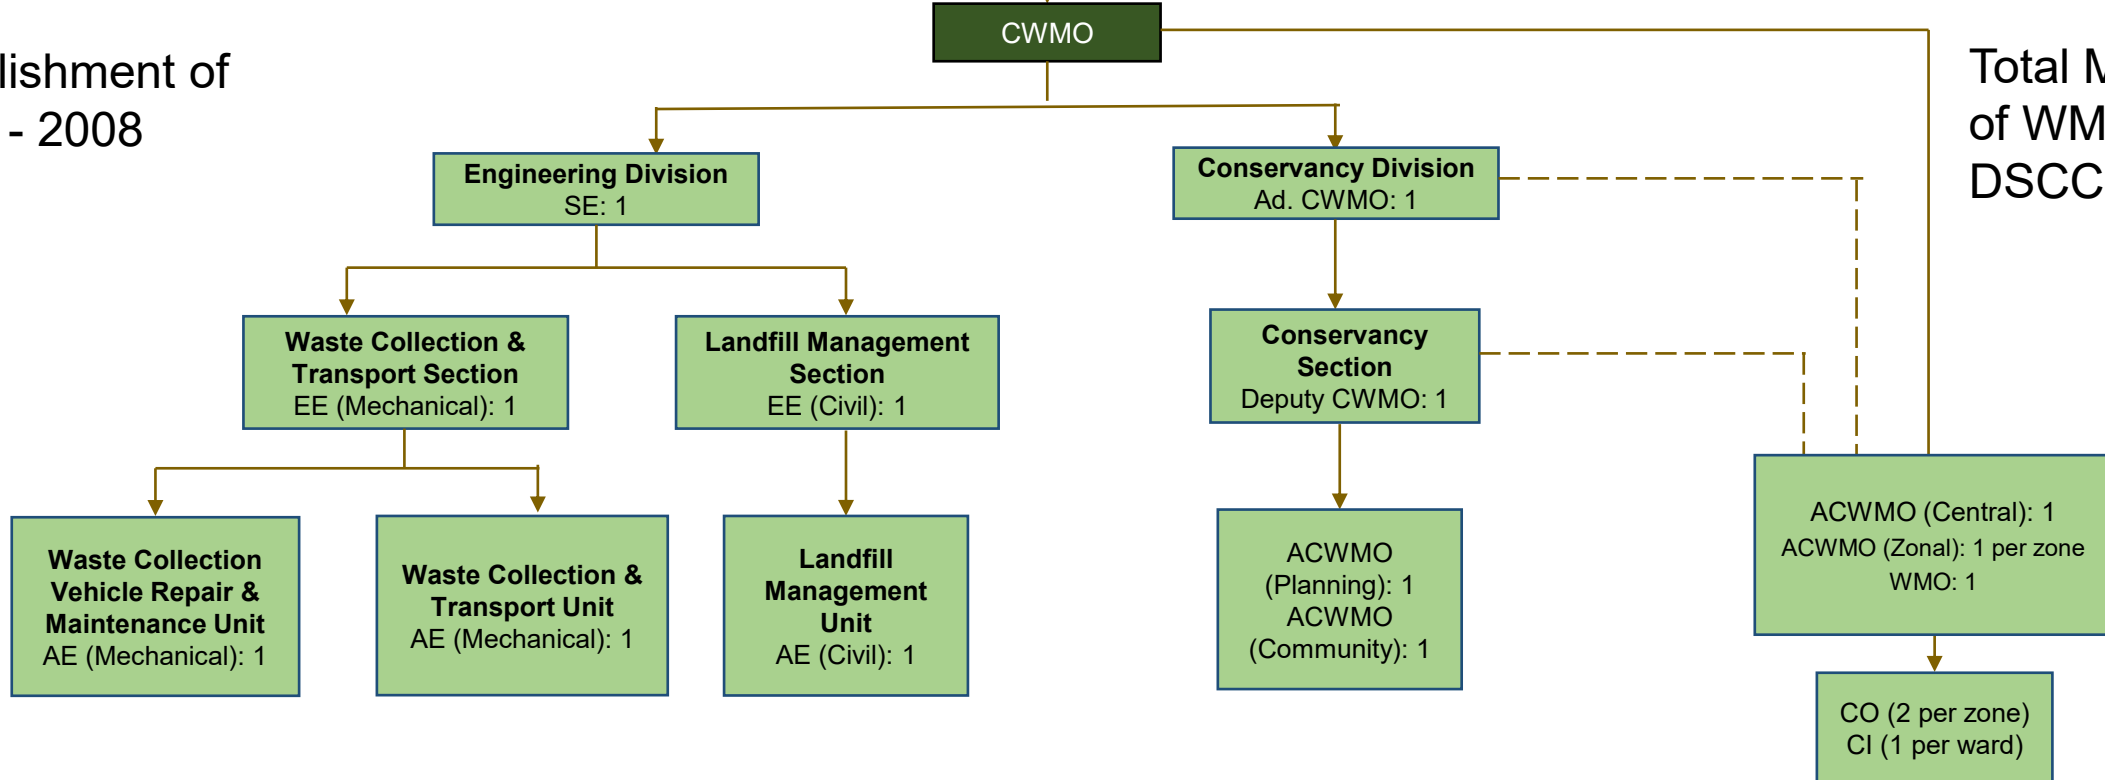 CWMO
lishment of
- 2008
Total M
of WM
DSCC
Engineering Division
SE: 1
Conservancy Division
Ad. CWMO: 1
Waste Collection &
Transport Section
EE (Mechanical): 1
Landfill Management
Section
EE (Civil): 1
Conservancy
Section
Deputy CWMO: 1
Waste Collection
Vehicle Repair &
Maintenance Unit
AE (Mechanical): 1
Waste Collection &
Transport Unit
AE (Mechanical): 1
Landfill
Management
Unit
AE (Civil): 1
ACWMO
(Planning): 1
ACWMO
(Community): 1
ACWMO (Central): 1
ACWMO (Zonal): 1 per zone
WMO: 1
CO (2 per zone)
CI (1 per ward)